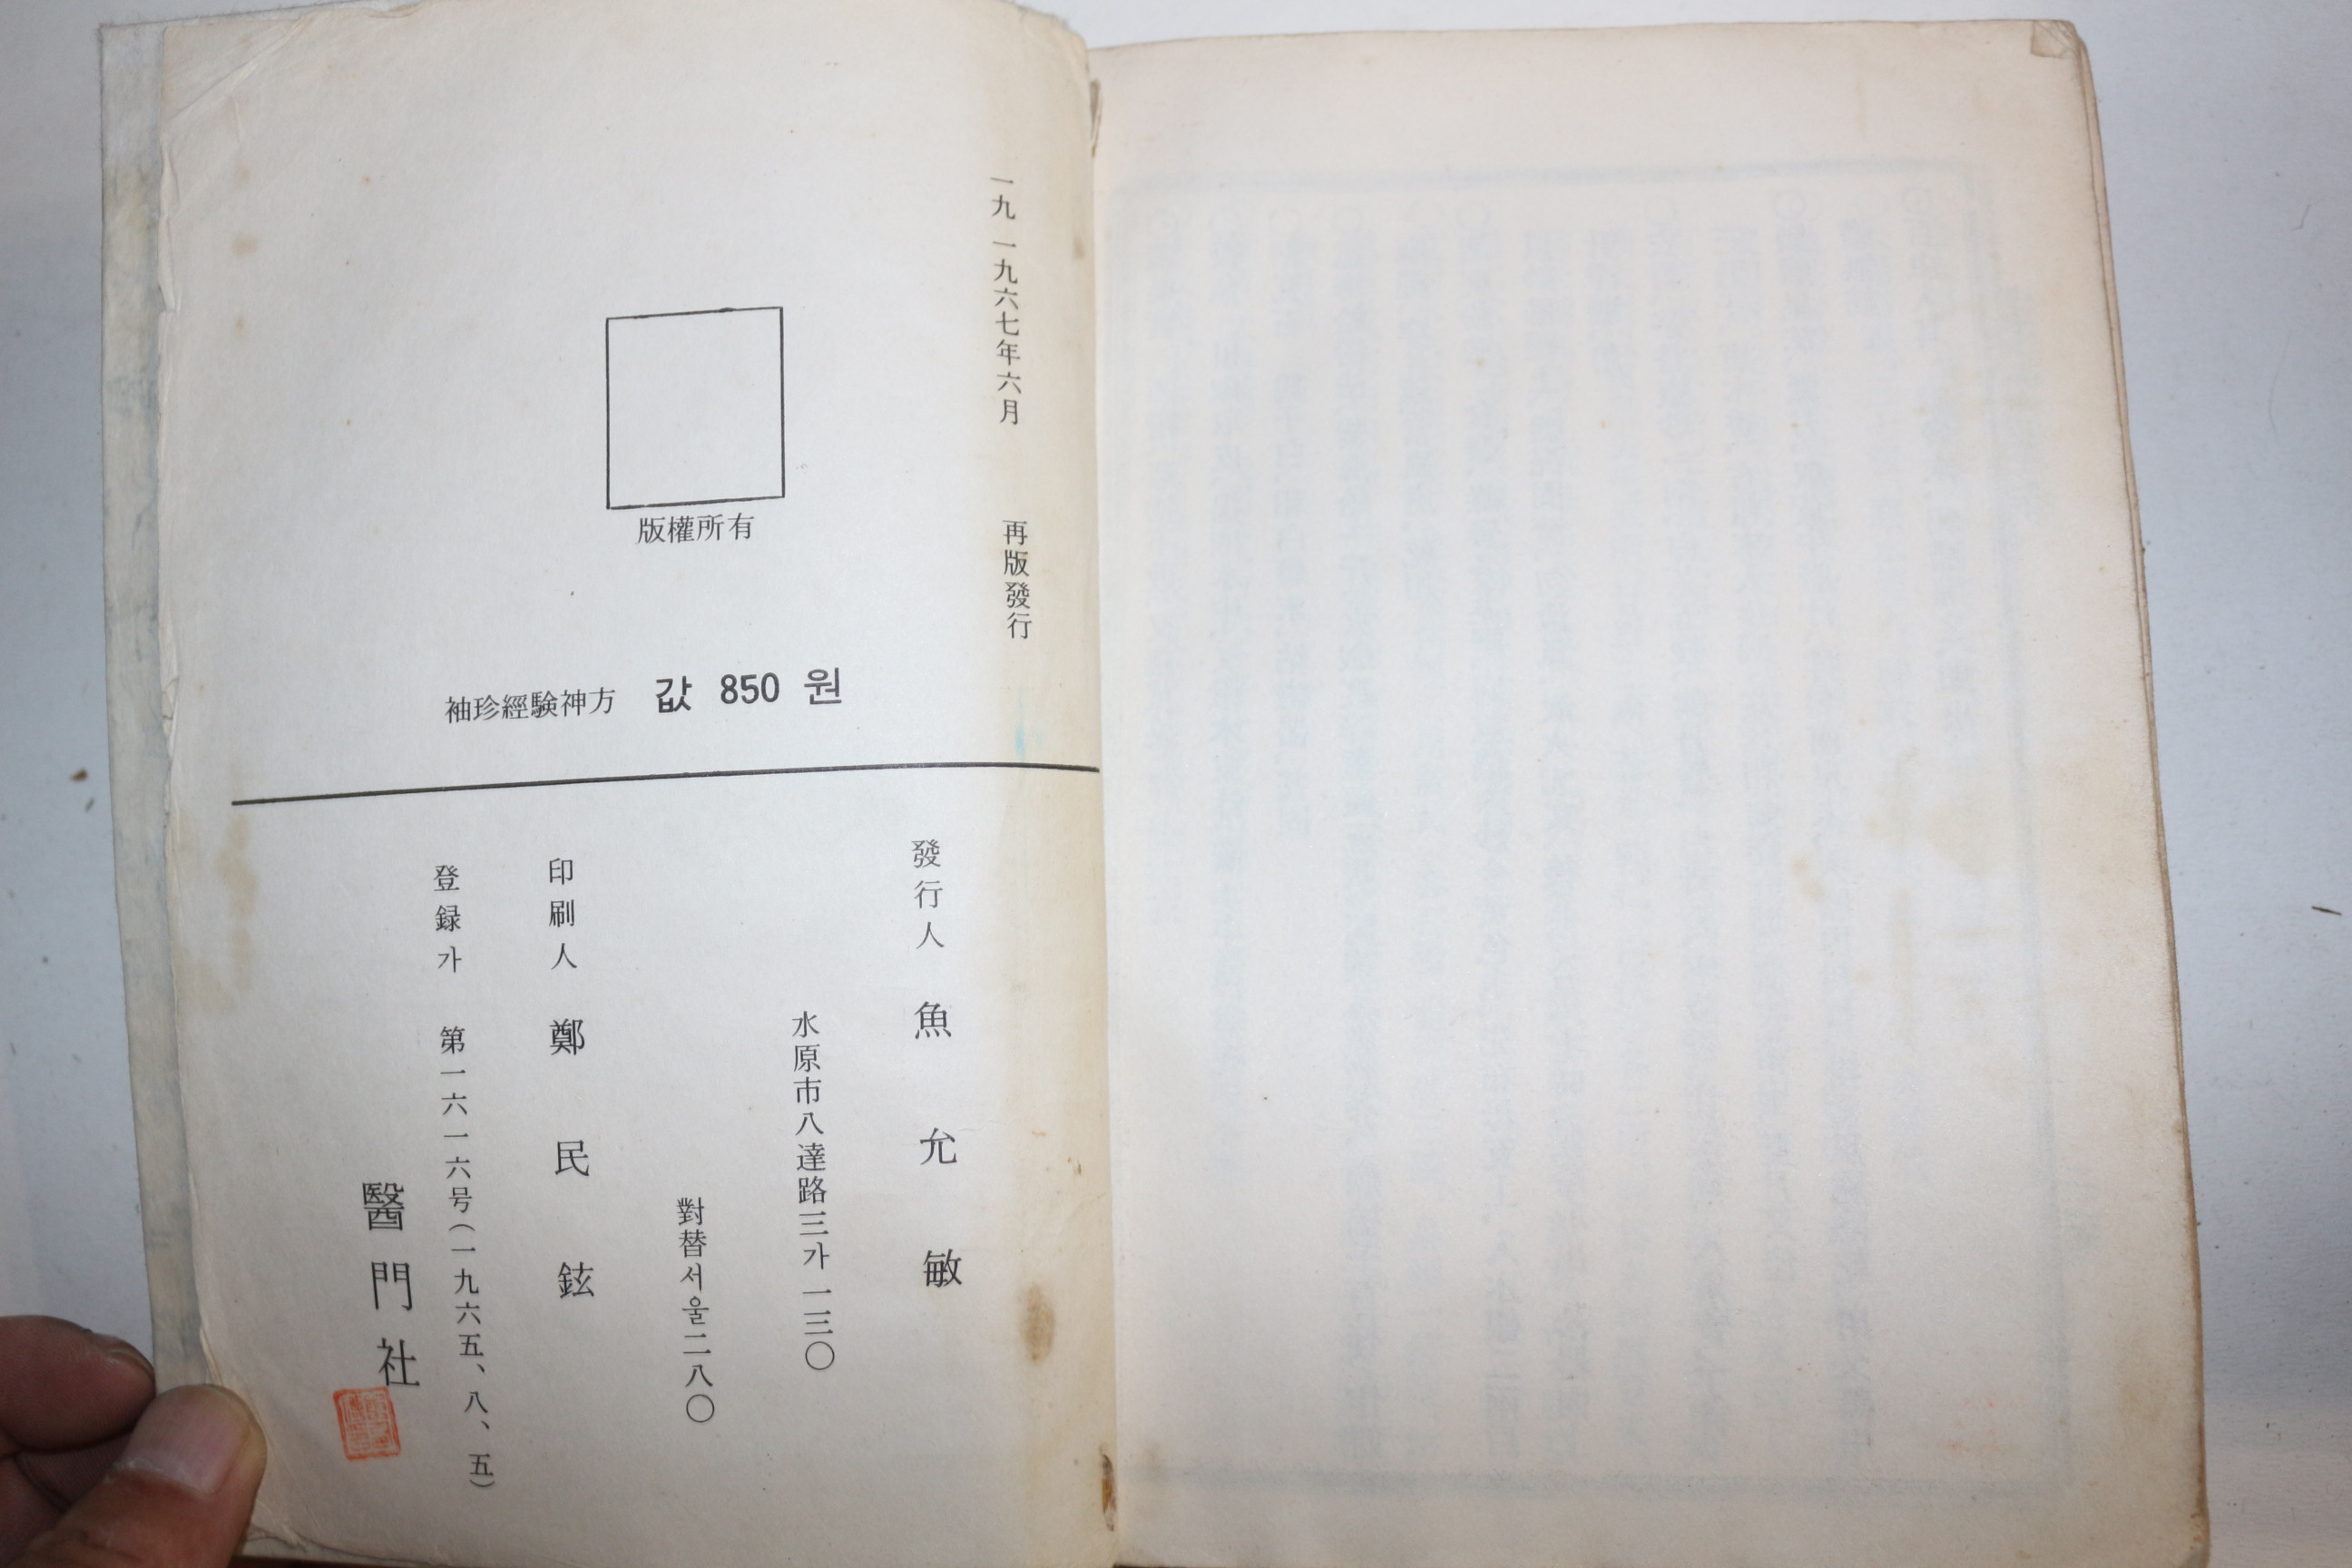 一九 一九六七年六月 再版發行
版權所有
袖珍經驗神方 값 850 원
發行人 魚允敏
水原市八達路三가一三〇
對替서울二八〇
印刷人 鄭民鉉
登録가 第一六一六号(一九六五、八、五)
醫門社